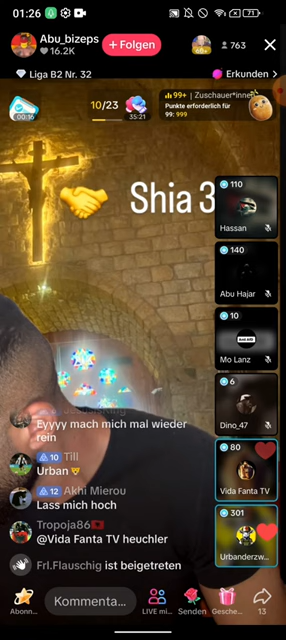 01:26
71
Abu_bizeps
16.2K
+ Folgen
763
Liga B2 Nr. 32
Erkunden >
00:16
10/23
35:21
99+ | Zuschauer*innen
Punkte erforderlich für
99: 999
Shia 3
110
Hassan
140
Abu Hajar
10
Mo Lanz
6
Dino_47
80
Vida Fanta TV
301
Urbanderzw...
Eyyyy mach mich mal wieder
rein
10 Till
Urban
12 Akhi Mierou
Lass mich hoch
Tropoja86
@Vida Fanta TV heuchler
Frl.Flauschig ist beigetreten
Abonn...
Kommenta...
LIVE mi...
Senden
Gesche...
13